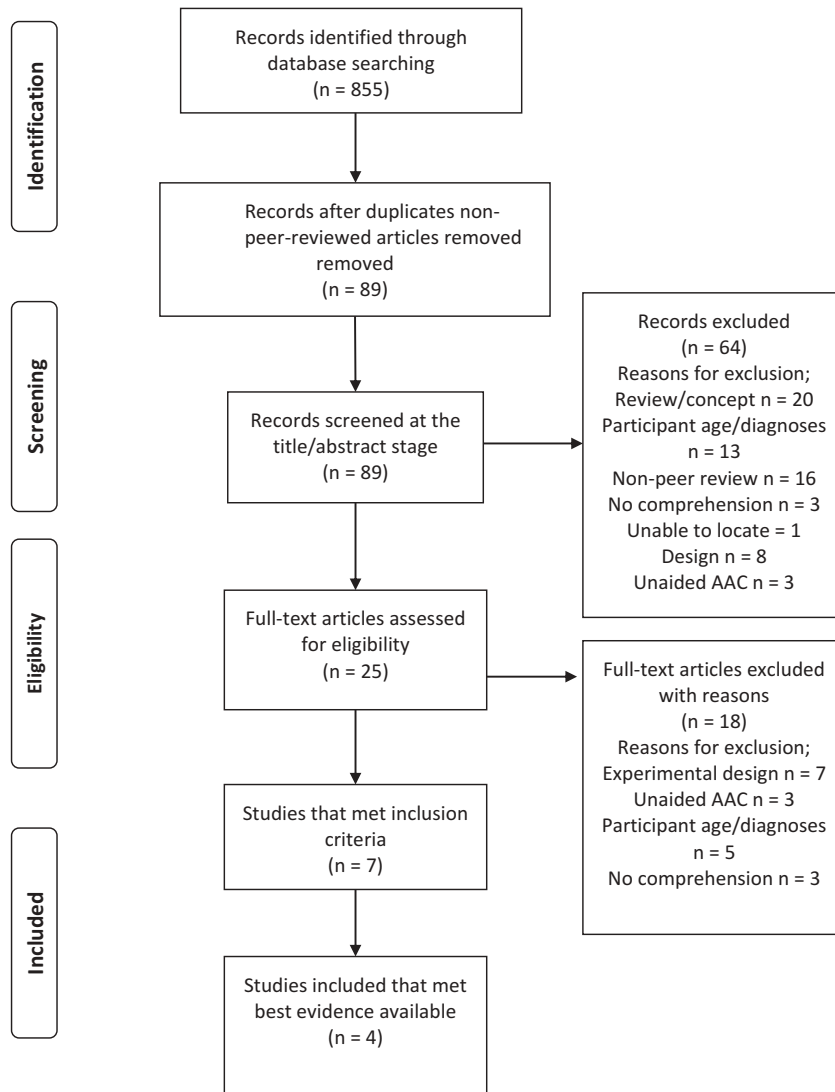 Identification
Records identified through
database searching
(n = 855)
Records after duplicates non-
peer-reviewed articles removed
removed
(n = 89)
Screening
Records screened at the
title/abstract stage
(n = 89)
Records excluded
(n = 64)
Reasons for exclusion;
Review/concept n = 20
Participant age/diagnoses
n = 13
Non-peer review n = 16
No comprehension n = 3
Unable to locate = 1
Design n = 8
Unaided AAC n = 3
Eligibility
Full-text articles assessed
for eligibility
(n = 25)
Full-text articles excluded
with reasons
(n = 18)
Reasons for exclusion;
Experimental design n = 7
Unaided AAC n = 3
Participant age/diagnoses
n = 5
No comprehension n = 3
Included
Studies that met inclusion
criteria
(n = 7)
Studies included that met
best evidence available
(n = 4)